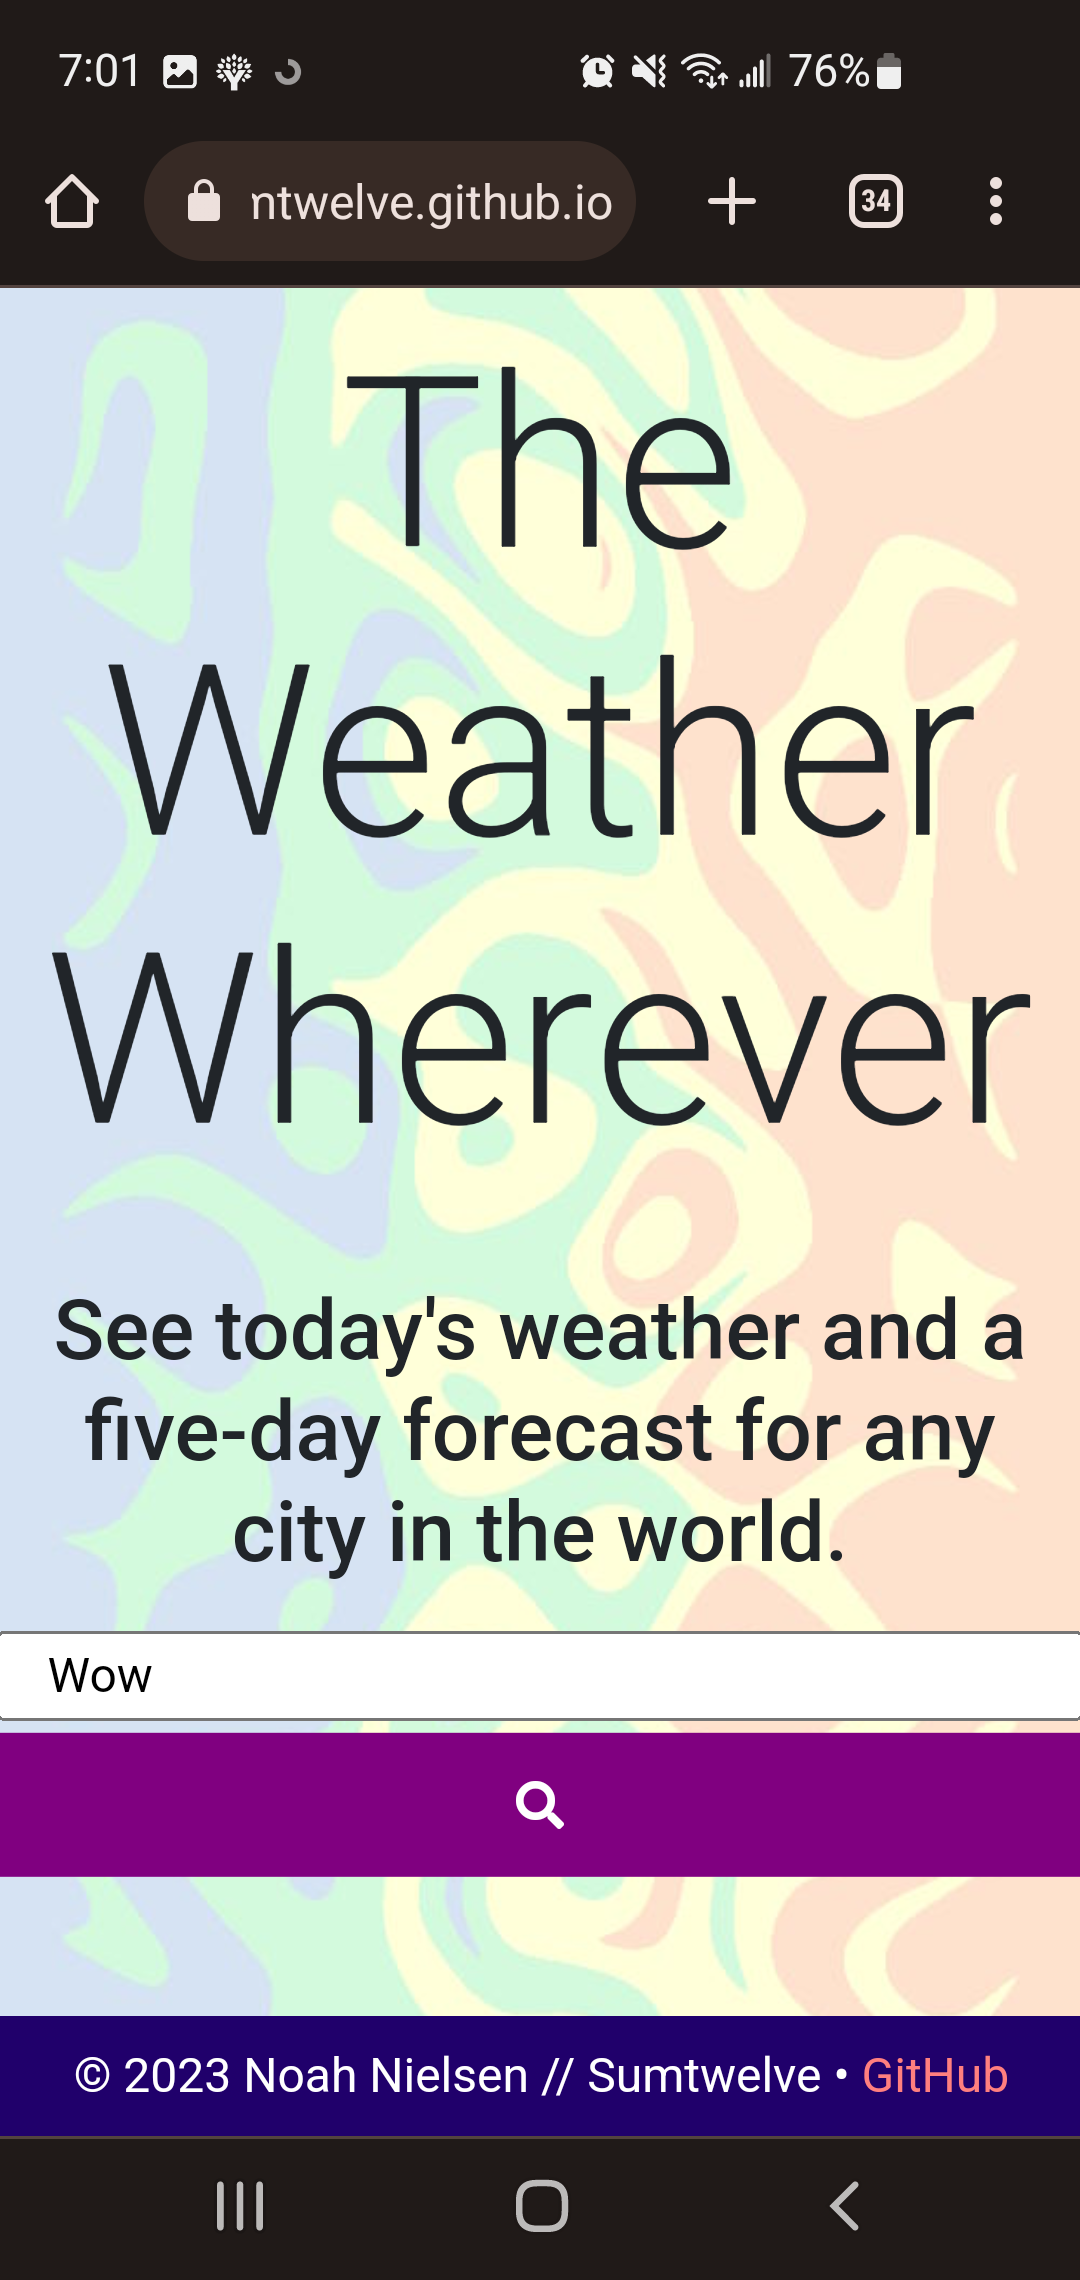 7:01 76%
ntwelve.github.io 34
The
Weather
Wherever
See today's weather and a
five-day forecast for any
city in the world.
Wow
© 2023 Noah Nielsen // Sumtwelve • GitHub